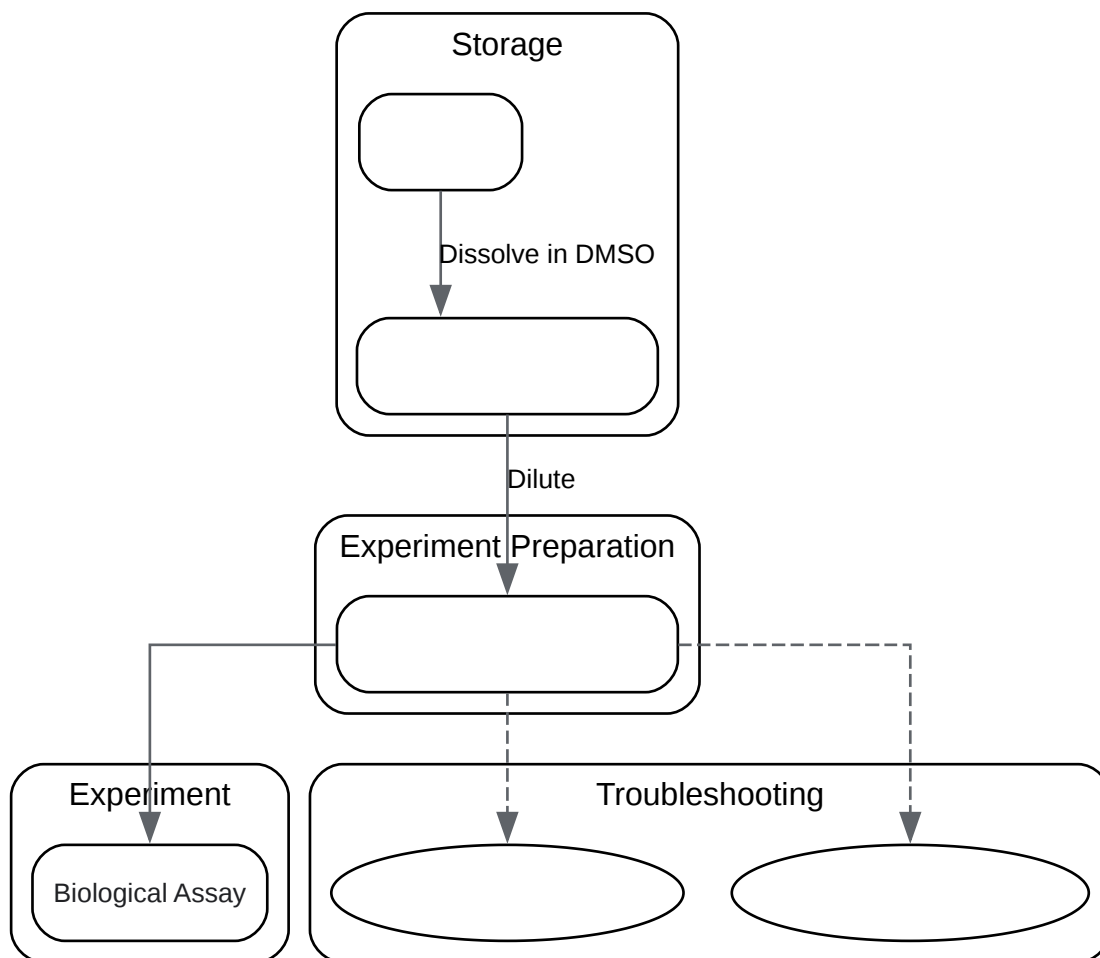 Storage
Dissolve in DMSO
Dilute
Experiment Preparation
Experiment
Troubleshooting
Biological Assay